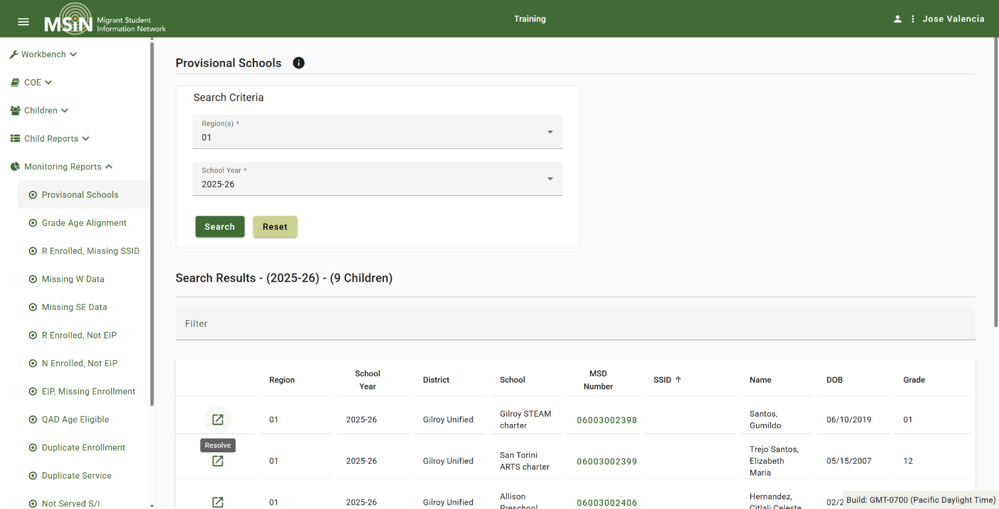 MSiN
Migrant Student
Information Network
Training
Jose Valencia
Workbench
COE
Children
Child Reports
Monitoring Reports
Provisonal Schools
Grade Age Alignment
R Enrolled, Missing SSID
Missing W Data
Missing SE Data
R Enrolled, Not EIP
N Enrolled, Not EIP
EIP, Missing Enrollment
QAD Age Eligible
Duplicate Enrollment
Duplicate Service
Not Served S/I
Provisional Schools
Search Criteria
Region(s) *
01
School Year *
2025-26
Search Reset
Search Results - (2025-26) - (9 Children)
Filter
Region School Year District School MSD Number SSID Name DOB Grade
01 2025-26 Gilroy Unified Gilroy STEAM charter 06003002398 Santos, Gumildo 06/10/2019 01
Resolve
01 2025-26 Gilroy Unified San Torini ARTS charter 06003002399 Trejo Santos, Elizabeth Maria 05/15/2007 12
01 2025-26 Gilroy Unified Allison Preschool 06003002406 Hernandez, Citlali Celeste 02/2
Build: GMT-0700 (Pacific Daylight Time)